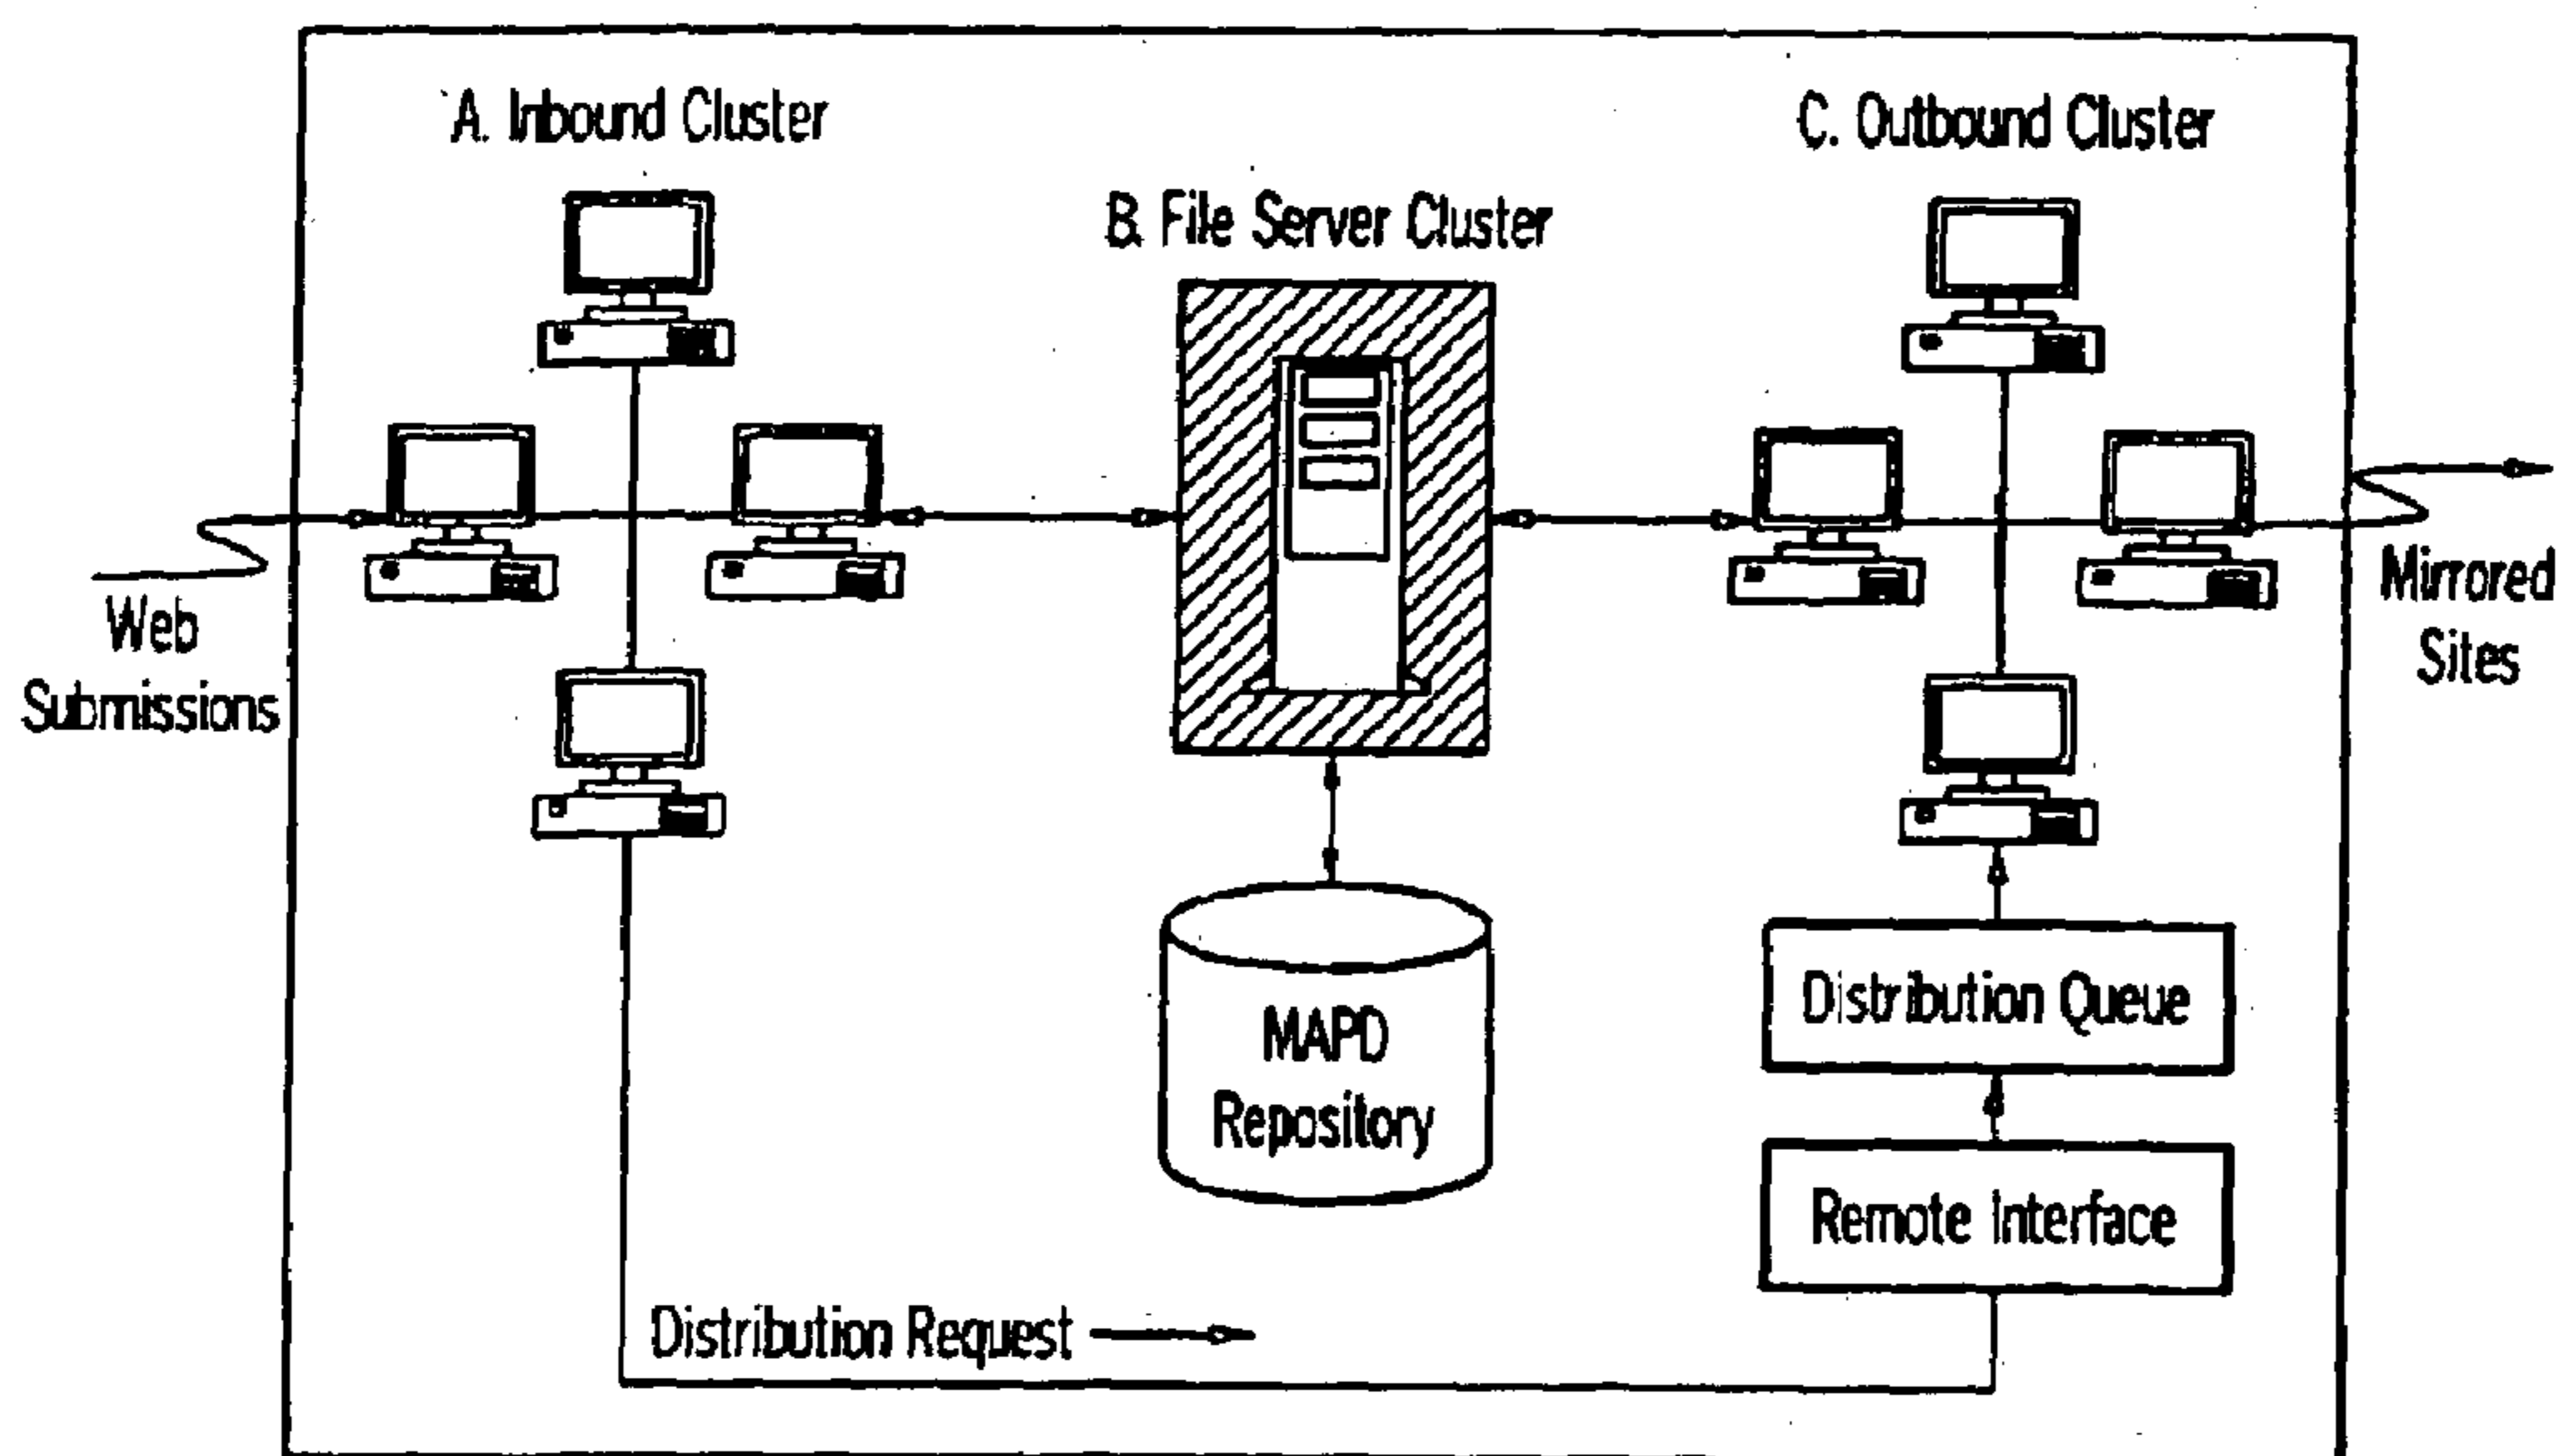 A. Inbound Cluster
C. Outbound Cluster
B. File Server Cluster
Web
Submissions
Mirrored
Sites
MAPD
Repository
Distribution Queue
Remote Interface
Distribution Request